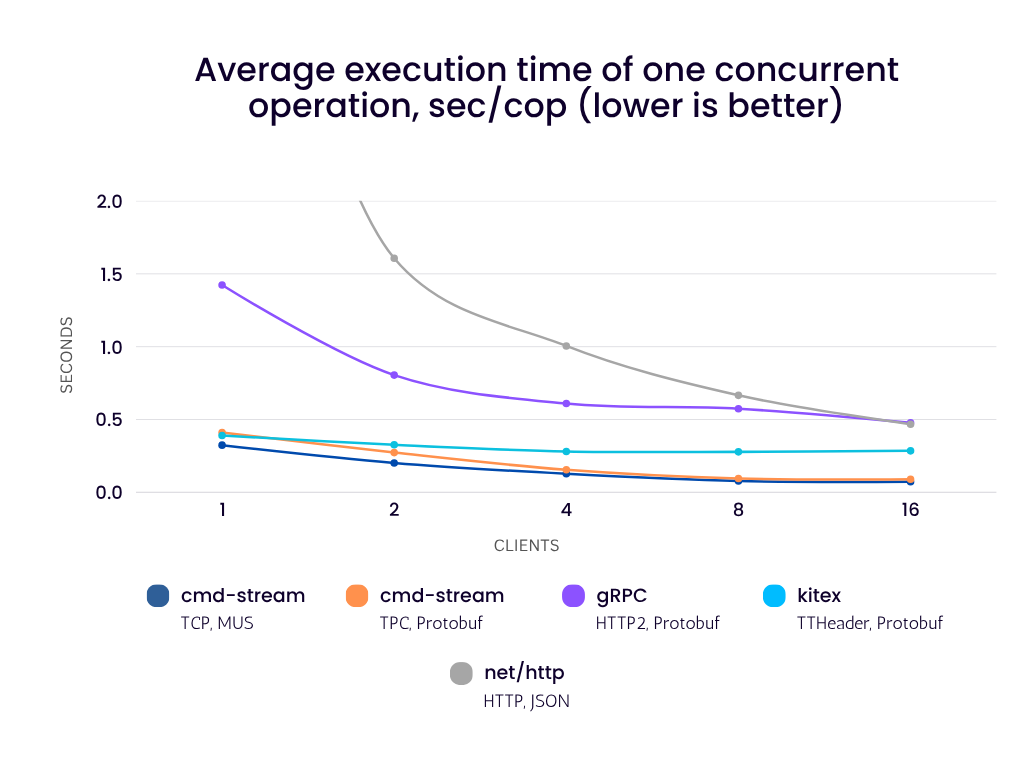 Average execution time of one concurrent
operation, sec/cop (lower is better)
2.0
1.5
1.0
0.5
0.0
SECONDS
1 2 4 8 16
CLIENTS
cmd-stream cmd-stream gRPC kitex
TCP, MUS TPC, Protobuf HTTP2, Protobuf TTHeader, Protobuf
net/http
HTTP, JSON